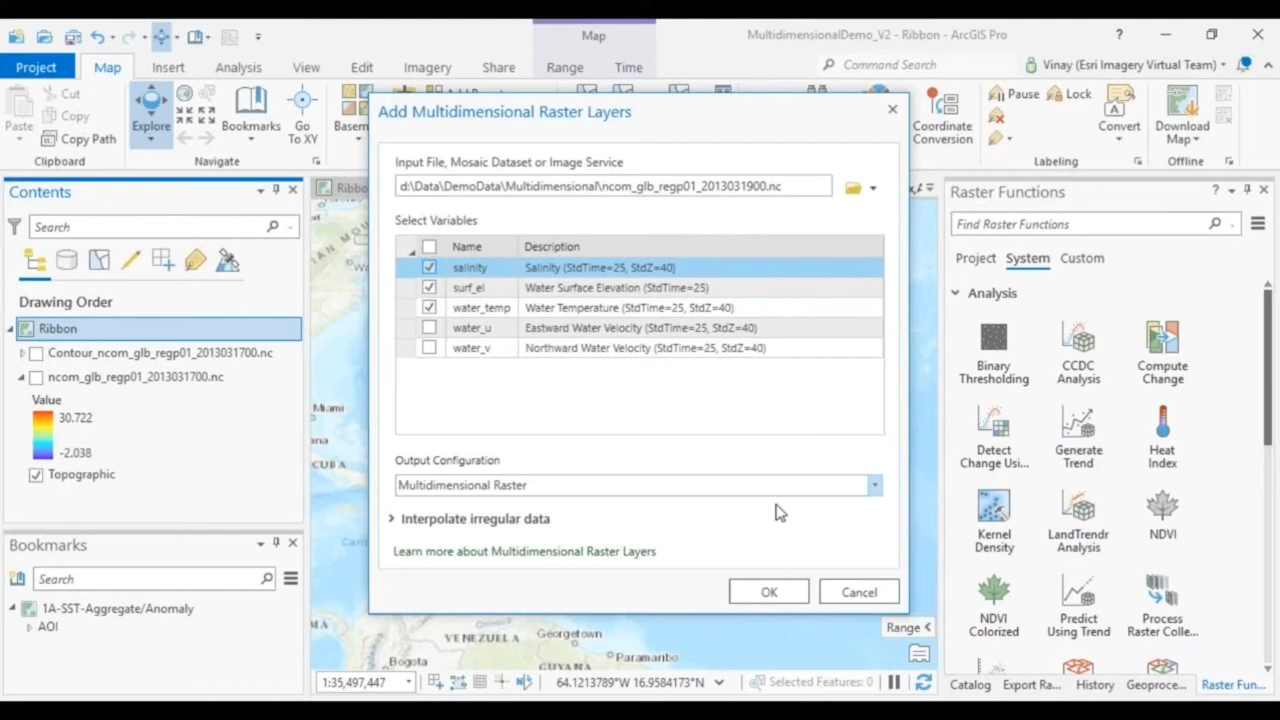 Map
MultidimensionalDemo_V2 - Ribbon - ArcGIS Pro
?
Project
Map
Insert
Analysis
View
Edit
Imagery
Share
Range
Time
Command Search
Vinay (Esri Imagery Virtual Team)
Paste
Cut
Copy
Copy Path
Clipboard
Explore
Bookmarks
Go
To XY
Navigate
Basem
Coordinate
Conversion
Pause
Lock
Convert
Labeling
Download
Map
Offline
Contents
Search
Drawing Order
Ribbon
Contour_ncom_glb_regp01_2013031700.nc
ncom_glb_regp01_2013031700.nc
Value
30.722
-2.038
Topographic
Bookmarks
Search
1A-SST-Aggregate/Anomaly
AOI
Ribbo
Miami
ana
CUBA
Add Multidimensional Raster Layers
Input File, Mosaic Dataset or Image Service
d:\Data\DemoData\Multidimensional\ncom_glb_regp01_2013031900.nc
Select Variables
Name Description
salinity Salinity (StdTime=25, StdZ=40)
surf_el Water Surface Elevation (StdTime=25)
water_temp Water Temperature (StdTime=25, StdZ=40)
water_u Eastward Water Velocity (StdTime=25, StdZ=40)
water_v Northward Water Velocity (StdTime=25, StdZ=40)
Output Configuration
Multidimensional Raster
Interpolate irregular data
Learn more about Multidimensional Raster Layers
OK
Cancel
Range
MA
VENEZUELA
Georgetown
Paramaribo
GUYANA
Bogota
1:35,497,447
64.1213789°W 16.9584173°N
Selected Features: 0
Raster Functions
?
Find Raster Functions
Project
System
Custom
Analysis
Binary
Thresholding
CCDC
Analysis
Compute
Change
Detect
Change Usi...
Generate
Trend
Heat
Index
Kernel
Density
LandTrendr
Analysis
NDVI
NDVI
Colorized
Predict
Using Trend
Process
Raster Colle...
Catalog
Export Ra...
History
Geoproce...
Raster Fun...